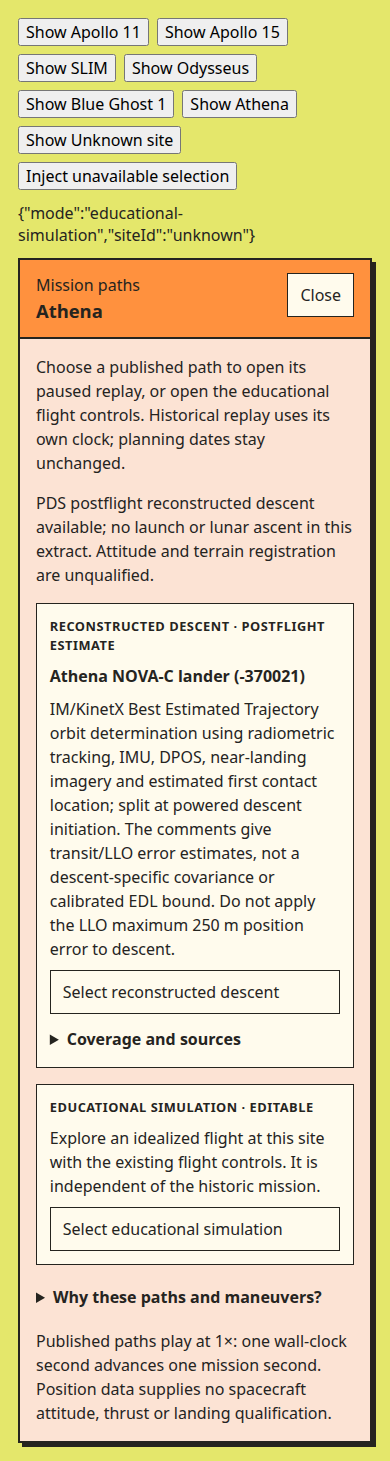 Show Apollo 11 Show Apollo 15
Show SLIM Show Odysseus
Show Blue Ghost 1 Show Athena
Show Unknown site
Inject unavailable selection
{"mode":"educational-
simulation","siteId":"unknown"}
Mission paths
Athena
Close
Choose a published path to open its
paused replay, or open the educational
flight controls. Historical replay uses its
own clock; planning dates stay
unchanged.
PDS postflight reconstructed descent
available; no launch or lunar ascent in this
extract. Attitude and terrain registration
are unqualified.
RECONSTRUCTED DESCENT · POSTFLIGHT
ESTIMATE
Athena NOVA-C lander (-370021)
IM/KinetX Best Estimated Trajectory
orbit determination using radiometric
tracking, IMU, DPOS, near-landing
imagery and estimated first contact
location; split at powered descent
initiation. The comments give
transit/LLO error estimates, not a
descent-specific covariance or
calibrated EDL bound. Do not apply
the LLO maximum 250 m position
error to descent.
Select reconstructed descent
▶ Coverage and sources
EDUCATIONAL SIMULATION · EDITABLE
Explore an idealized flight at this site
with the existing flight controls. It is
independent of the historic mission.
Select educational simulation
▶ Why these paths and maneuvers?
Published paths play at 1×: one wall-clock
second advances one mission second.
Position data supplies no spacecraft
attitude, thrust or landing qualification.